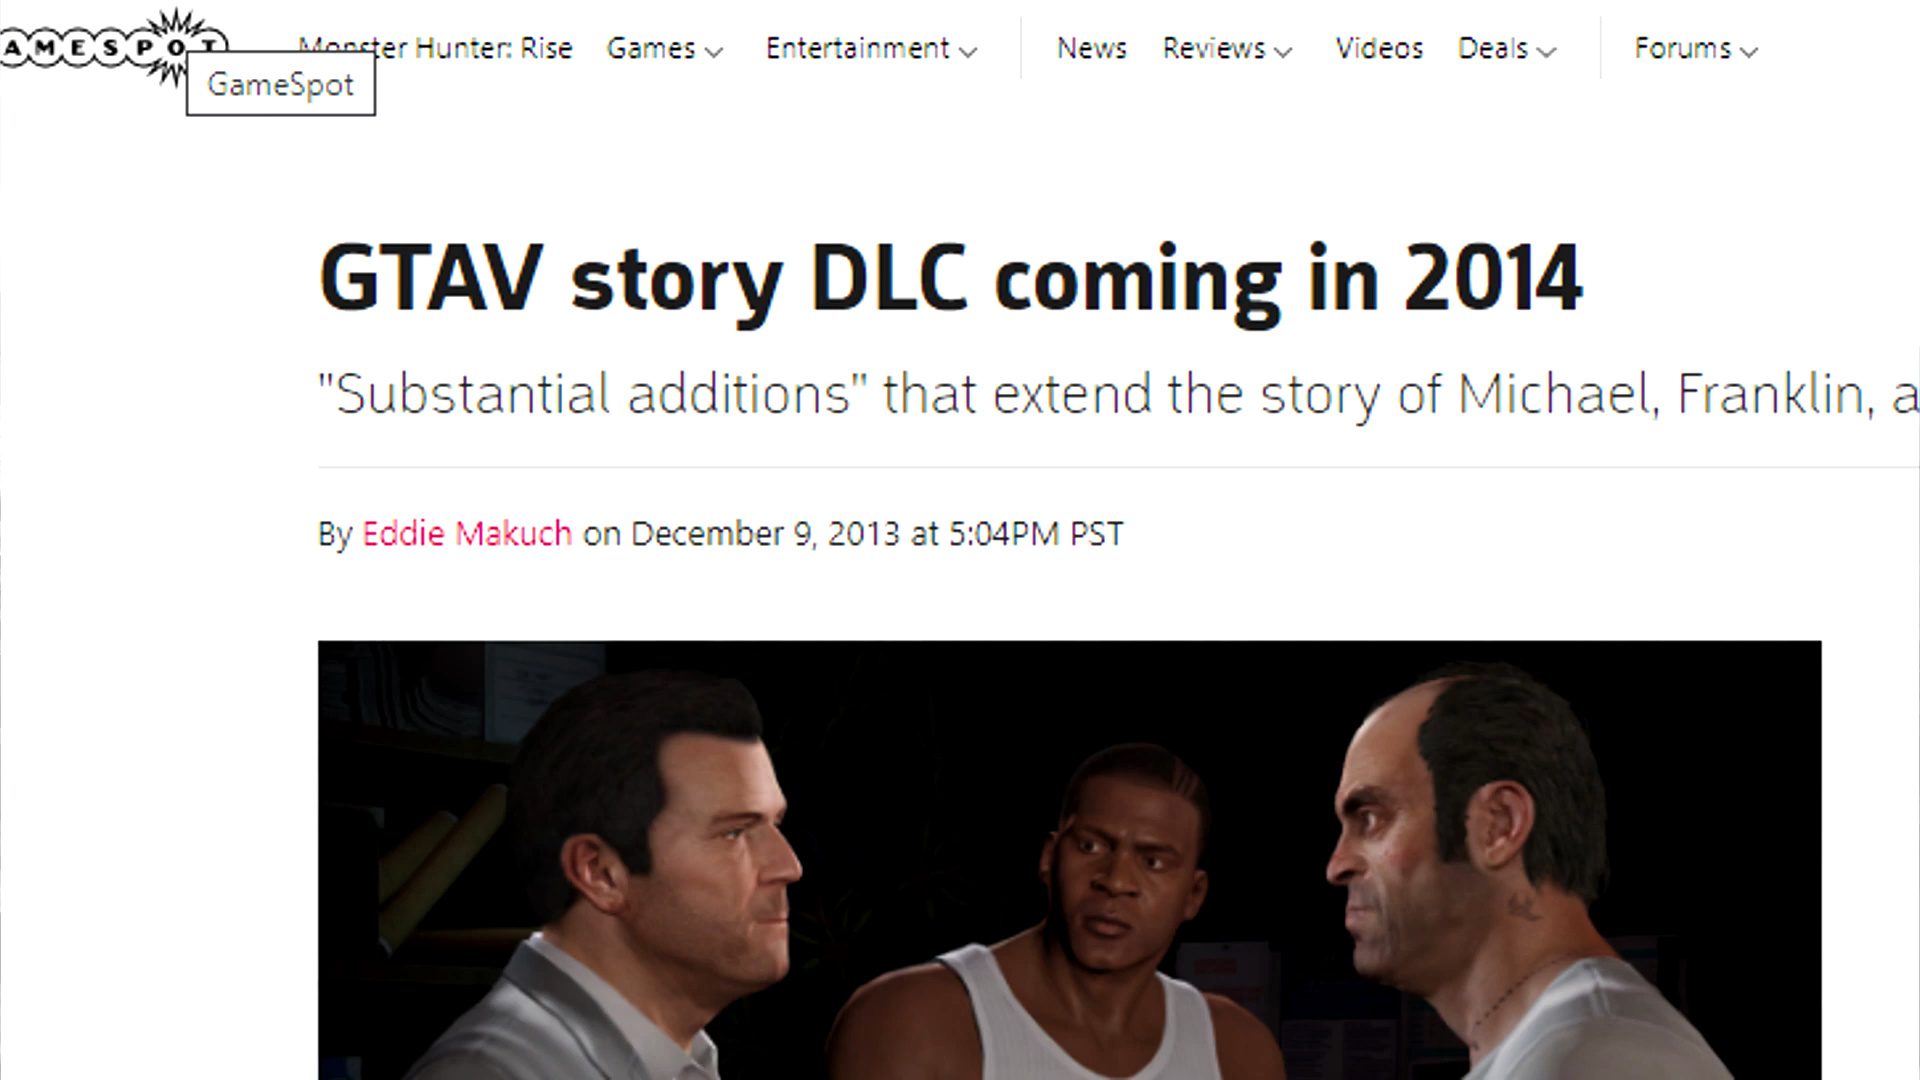 AMESPOT
Monster Hunter: Rise Games Entertainment News Reviews Videos Deals Forums
GameSpot
GTAV story DLC coming in 2014
"Substantial additions" that extend the story of Michael, Franklin, a
By Eddie Makuch on December 9, 2013 at 5:04PM PST